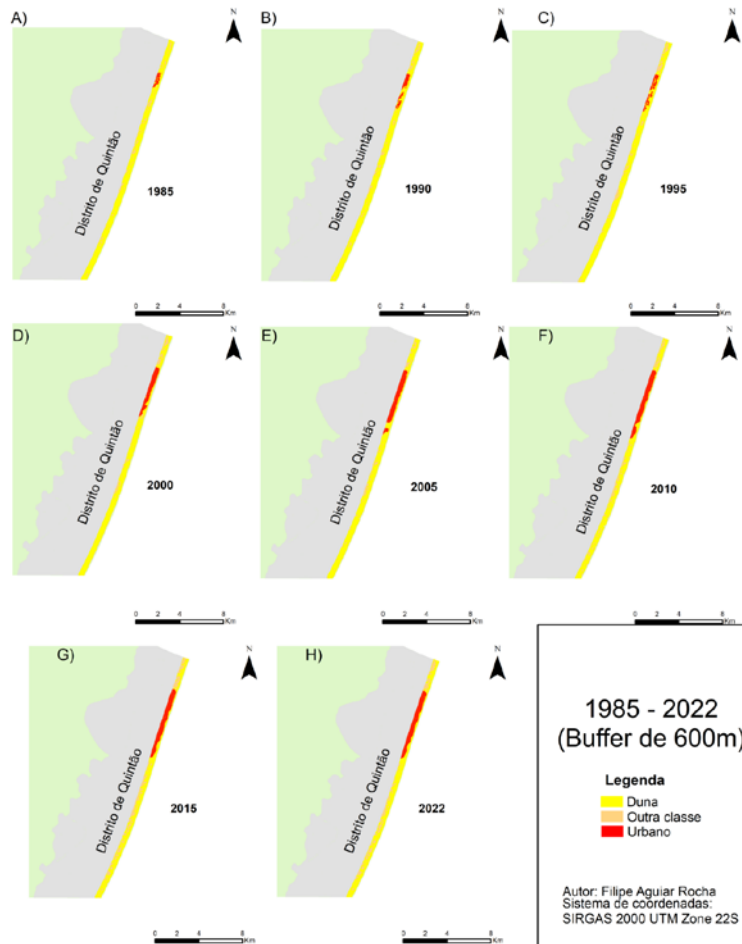 A)
N
Distrito de Quintão
1985
0 2 4 8
Km
B)
N
Distrito de Quintão
1990
0 2 4 8
Km
C)
N
Distrito de Quintão
1995
0 2 4 8
Km
D)
N
Distrito de Quintão
2000
0 2 4 8
Km
E)
N
Distrito de Quintão
2005
0 2 4 8
Km
F)
N
Distrito de Quintão
2010
0 2 4 8
Km
G)
N
Distrito de Quintão
2015
0 2 4 8
Km
H)
N
Distrito de Quintão
2022
0 2 4 8
Km
1985 - 2022
(Buffer de 600m)
Legenda
Duna
Outra classe
Urbano
Autor: Filipe Aguiar Rocha
Sistema de coordenadas:
SIRGAS 2000 UTM Zone 22S